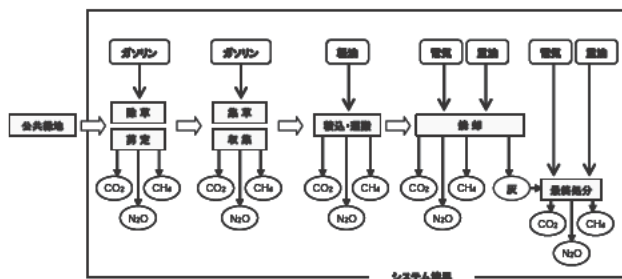 ガソリン
ガソリン
軽油
電気
重油
電気
重油
公共緑地
除草
剪定
集草
収集
積込・運搬
焼却
CO₂
CH₄
CO₂
CH₄
CO₂
CH₄
CO₂
CH₄
灰
最終処分
N₂O
N₂O
N₂O
N₂O
CO₂
CH₄
N₂O
システム境界